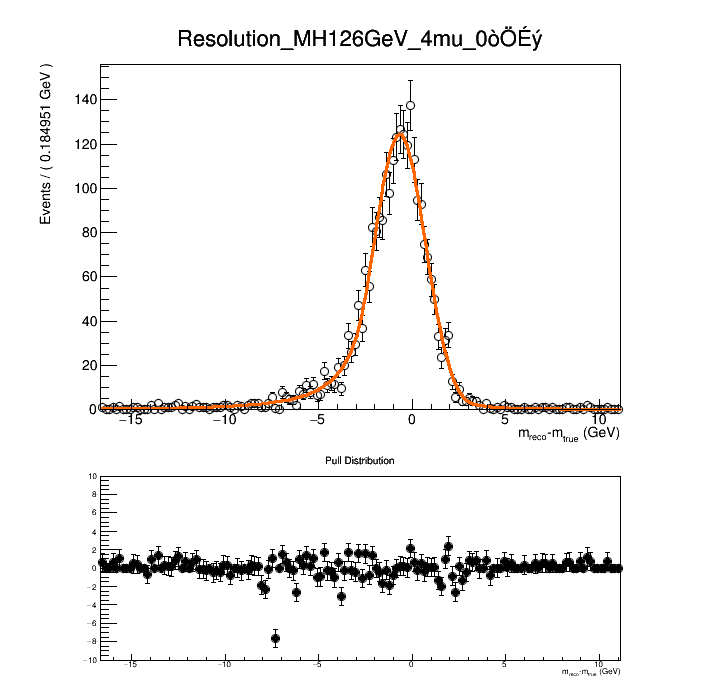 Resolution_MH126GeV_4mu_0òÖÉý
Events / ( 0.184951 GeV )
140
120
100
80
60
40
20
0
−15 −10 −5 0 5 10
m_reco-m_true (GeV)
Pull Distribution
10
8
6
4
2
0
−2
−4
−6
−8
−10
−15 −10 −5 0 5 10
m_reco-m_true (GeV)